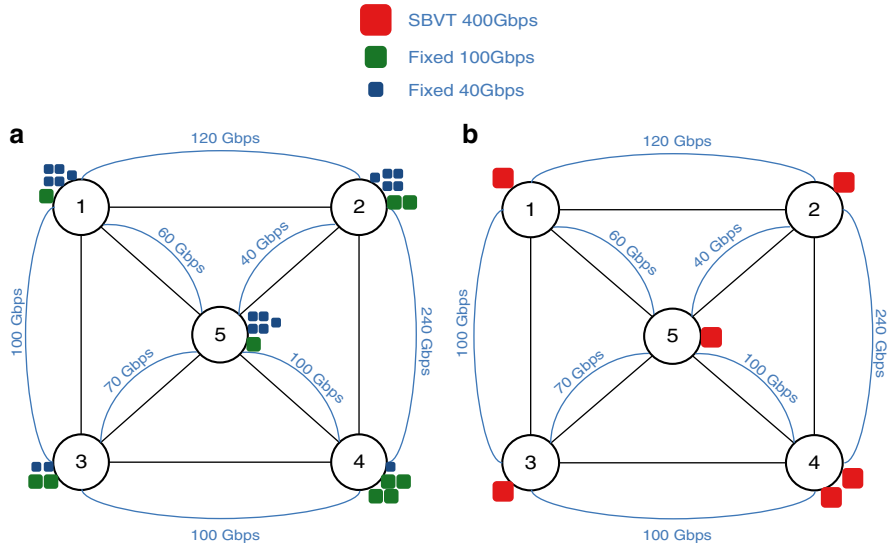 SBVT 400Gbps
Fixed 100Gbps
Fixed 40Gbps
a
120 Gbps
1
2
60 Gbps
40 Gbps
100 Gbps
5
240 Gbps
70 Gbps
100 Gbps
3
4
100 Gbps
b
120 Gbps
1
2
60 Gbps
40 Gbps
100 Gbps
5
240 Gbps
70 Gbps
100 Gbps
3
4
100 Gbps